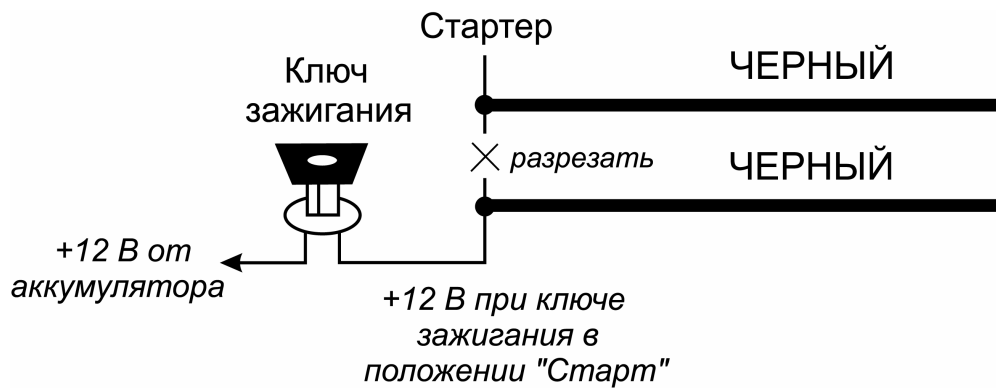 Стартер
Ключ
зажигания
ЧЕРНЫЙ
разрезать
ЧЕРНЫЙ
+12 В от
аккумулятора
+12 В при ключе
зажигания в
положении "Старт"